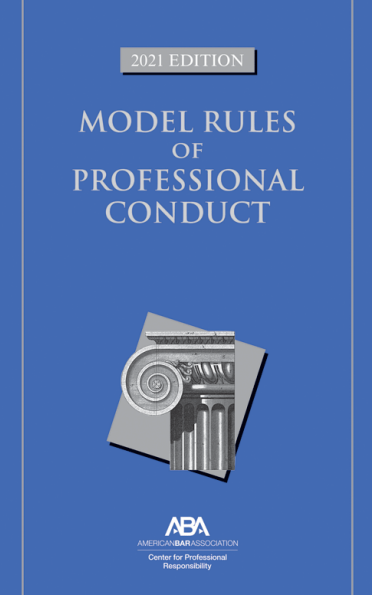 2021 EDITION
MODEL RULES
OF
PROFESSIONAL
CONDUCT
ABA
AMERICANBARASSOCIATION
Center for Professional
Responsibility